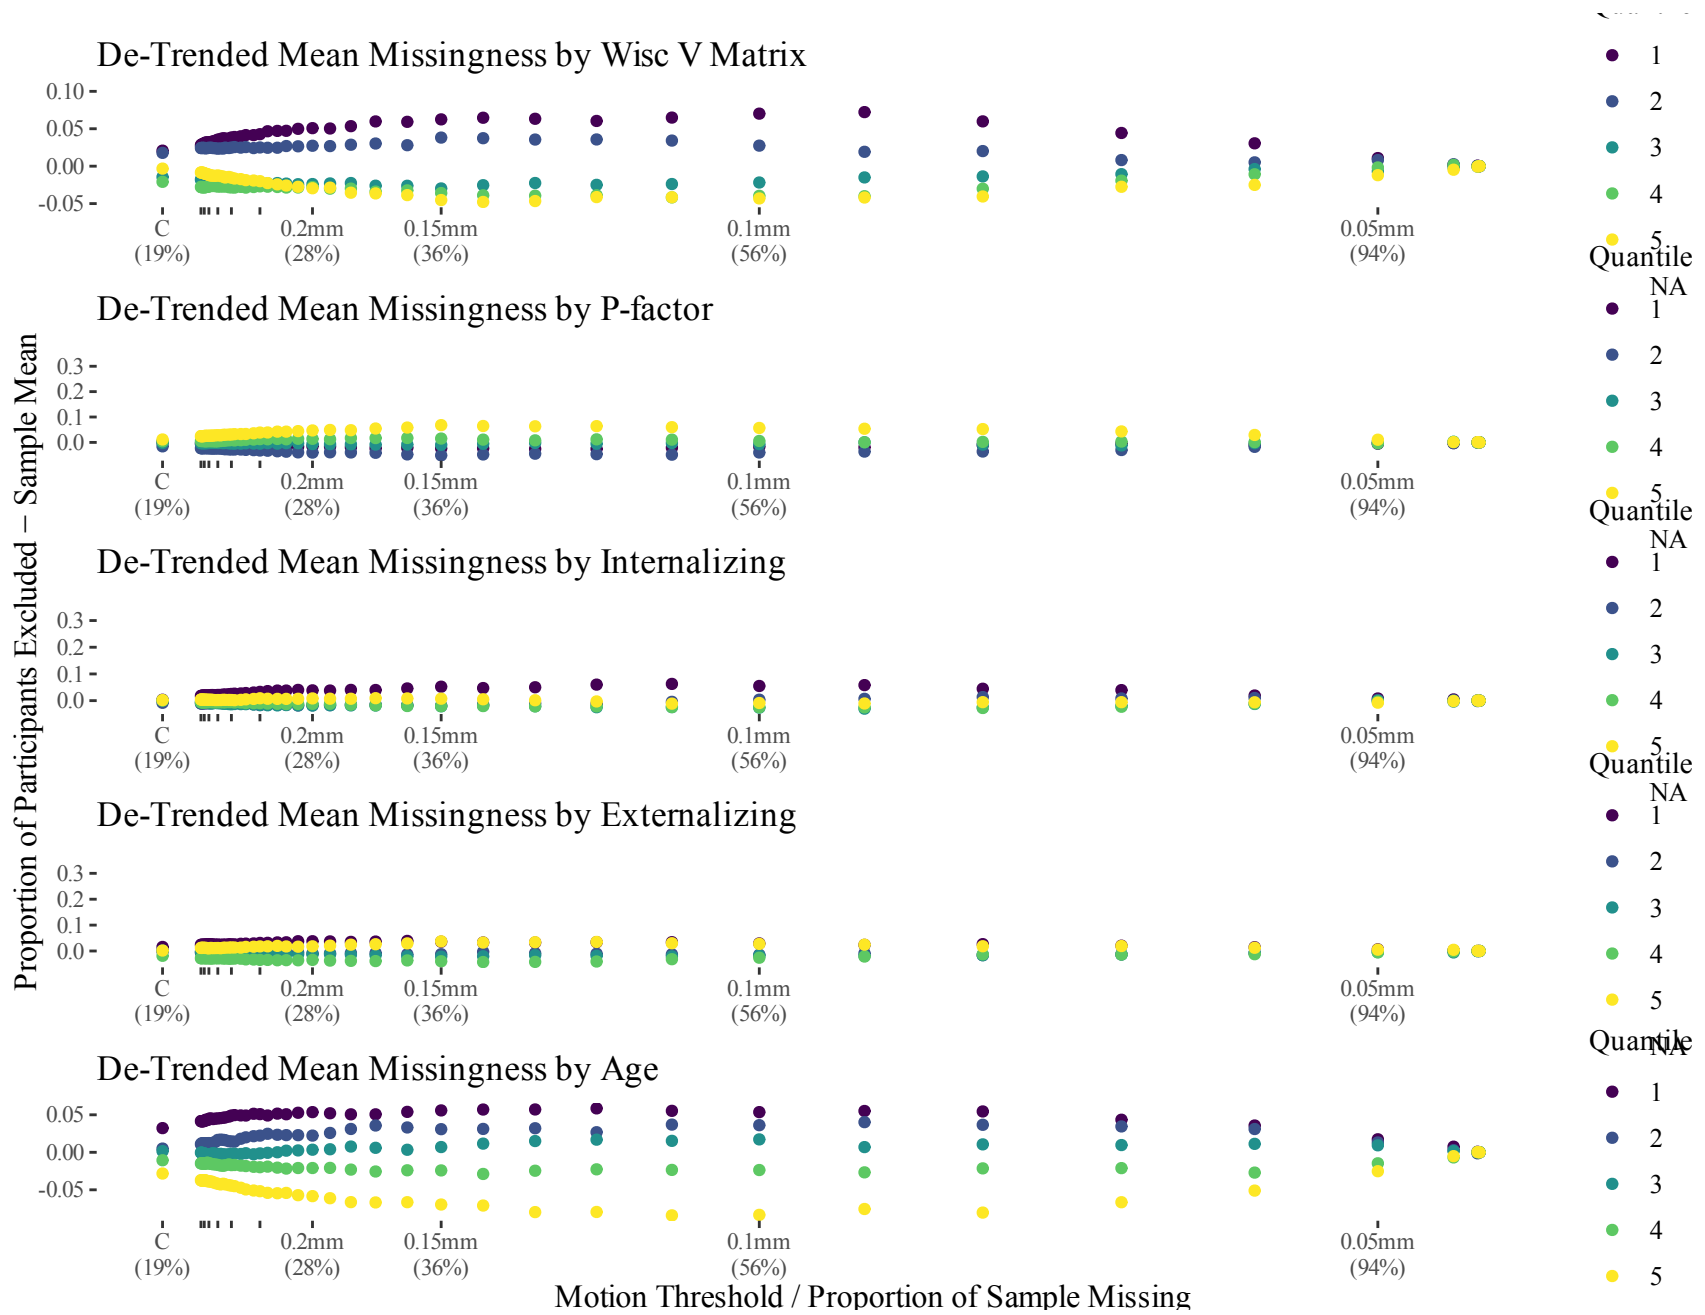 De-Trended Mean Missingness by Wisc V Matrix
0.10
0.05
0.00
-0.05
C
(19%)
0.2mm
(28%)
0.15mm
(36%)
0.1mm
(56%)
0.05mm
(94%)
1
2
3
4
5
NA
De-Trended Mean Missingness by P-factor
0.3
0.2
0.1
0.0
C
(19%)
0.2mm
(28%)
0.15mm
(36%)
0.1mm
(56%)
0.05mm
(94%)
Quantile
1
2
3
4
5
NA
De-Trended Mean Missingness by Internalizing
0.3
0.2
0.1
0.0
C
(19%)
0.2mm
(28%)
0.15mm
(36%)
0.1mm
(56%)
0.05mm
(94%)
Quantile
1
2
3
4
5
NA
De-Trended Mean Missingness by Externalizing
0.3
0.2
0.1
0.0
C
(19%)
0.2mm
(28%)
0.15mm
(36%)
0.1mm
(56%)
0.05mm
(94%)
Quantile
1
2
3
4
5
NA
De-Trended Mean Missingness by Age
0.05
0.00
-0.05
C
(19%)
0.2mm
(28%)
0.15mm
(36%)
0.1mm
(56%)
0.05mm
(94%)
Quantile
1
2
3
4
5
Proportion of Participants Excluded – Sample Mean
Motion Threshold / Proportion of Sample Missing